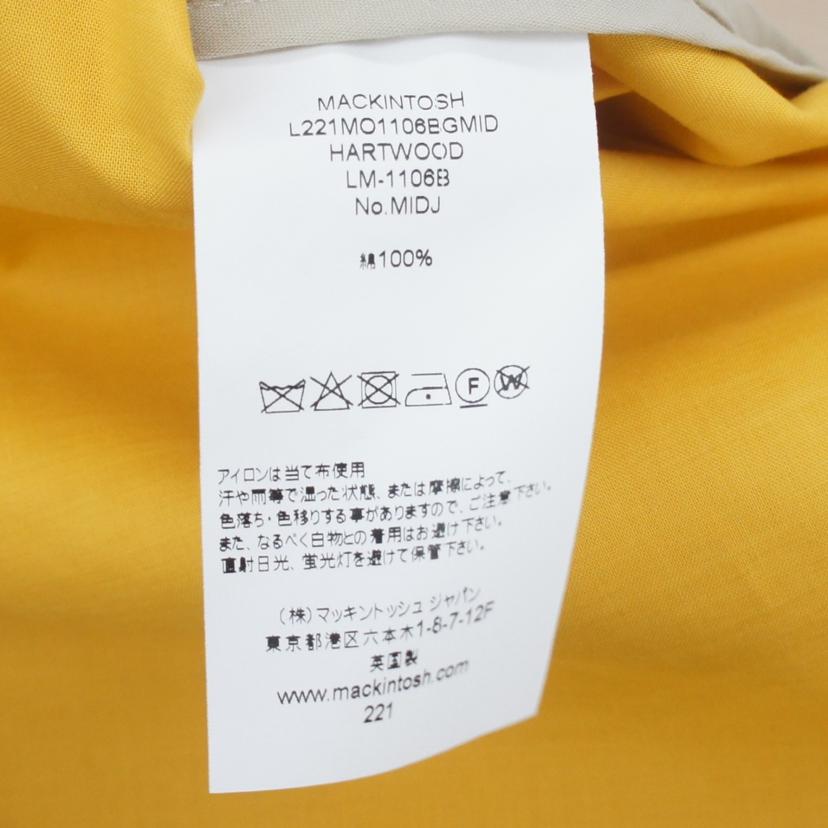 MACKINTOSH
L221MO1106BGMID
HARTWOOD
LM-1106B
No.MIDJ
綿100%
F
W
アイロンは当て布使用
汗や雨等で湿った状態、または摩擦によって、
色落ち・色移りする事がありますので、ご注意下さい。
また、なるべく白物との着用はお避け下さい。
直射日光、蛍光灯を避けて保管下さい。
(株)マッキントッシュ ジャパン
東京都港区六本木1-8-7-12F
英国製
www.mackintosh.com
221